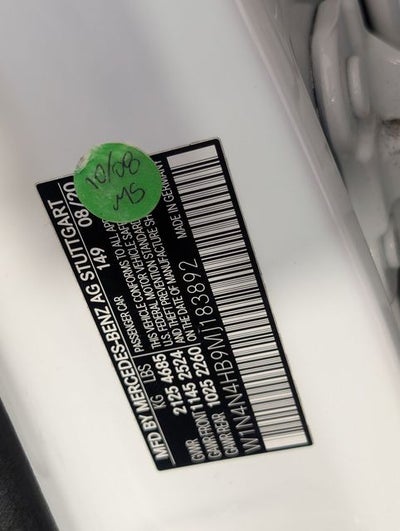 10/08
MS
MFD BY MERCEDES-BENZ AG STUTTGART
149 08/20
KG LBS
GVWR 2125 4685
GAWR FRONT 1145 2524
GAWR REAR 1025 2260
PASSENGER CAR
THIS VEHICLE CONFORMS TO ALL
U.S. FEDERAL MOTOR VEHICLE SAFETY
THEFT PREVENTION STANDARDS
ON THE DATE OF MANUFACTURE
MADE IN GERMANY
W1N4N4HB9MJ183892